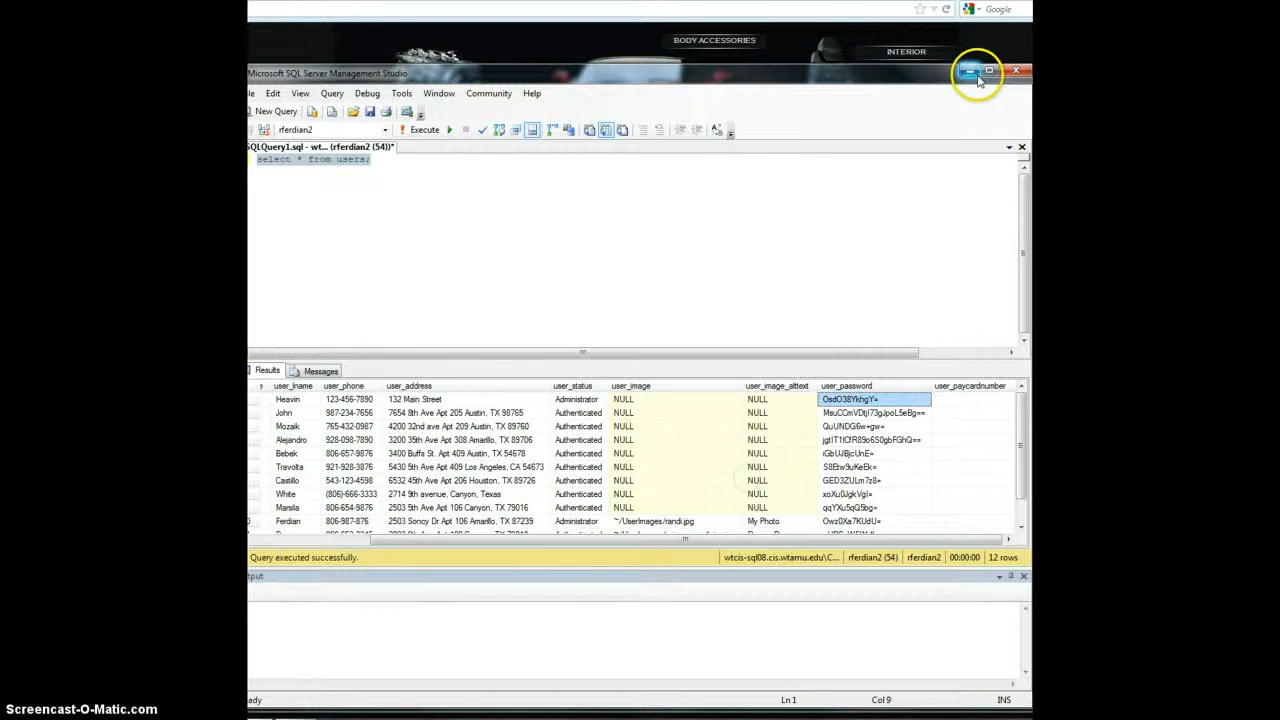 Google
BODY ACCESSORIES
INTERIOR
Microsoft SQL Server Management Studio
le Edit View Query Debug Tools Window Community Help
New Query
rferdian2 Execute
SQLQuery1.sql - wt... (rferdian2 (54))*
select * from users;
Results Messages
e user_lname user_phone user_address user_status user_image user_image_alttext user_password user_paycardnumber
Heavin 123-456-7890 132 Main Street Administrator NULL NULL OsdO38YkhgY=
John 987-234-7656 7654 8th Ave Apt 205 Austin, TX 98765 Authenticated NULL NULL
Mozaik 765-432-0987 4200 32nd ave Apt 209 Austin, TX 89760 Authenticated NULL NULL QuUNDG6w+gw=
Alejandro 928-098-7890 3200 35th Ave Apt 308 Amarillo, TX 89706 Authenticated NULL NULL
Bebek 806-657-9876 3400 Buffs St. Apt 409 Austin, TX 54678 Authenticated NULL NULL
Travolta 921-928-3876 5430 5th Ave Apt 409 Los Angeles, CA 54673 Authenticated NULL NULL S8Etw9uKeEk=
Castillo 543-123-4598 6532 45th Ave Apt 206 Houston, TX 89726 Authenticated NULL NULL GED3ZULm7z8=
White (806)-666-3333 2714 9th avenue, Canyon, Texas Authenticated NULL NULL
Marsila 806-654-9876 2503 5th Ave Apt 106 Canyon, TX 79016 Authenticated NULL NULL qqYXu5qQ5bg=
Ferdian 806-987-876 2503 Soncy Dr Apt 106 Amarillo, TX 87239 Administrator ~/UserImages/randi.jpg My Photo Owz0Xa7KUdU=
Query executed successfully. wtcis-sql08.cis.wtamu.edu\C... rferdian2 (54) rferdian2 00:00:00 12 rows
tput
ady Ln 1 Col 9 INS
Screencast-O-Matic.com